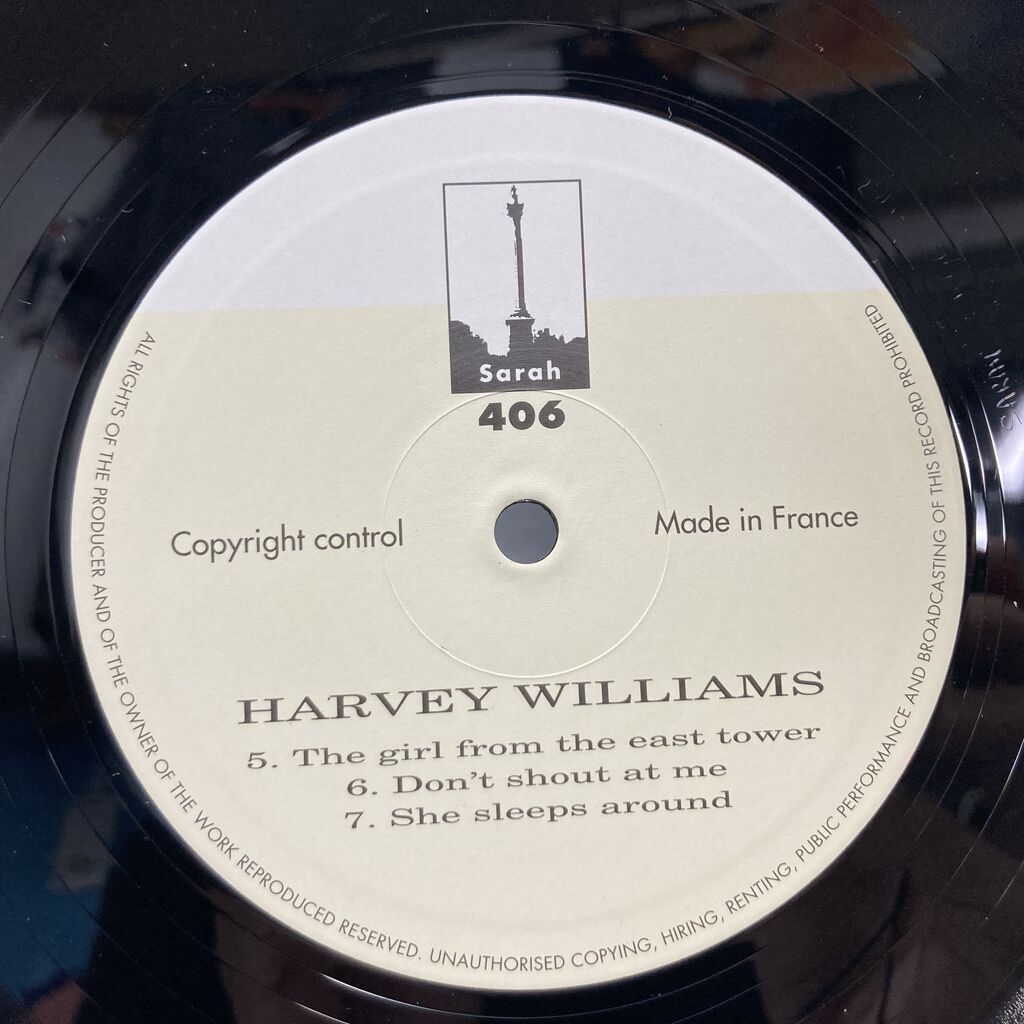 Sarah
406
Copyright control
Made in France
HARVEY WILLIAMS
5. The girl from the east tower
6. Don't shout at me
7. She sleeps around
ALL RIGHTS OF THE PRODUCER AND OF THE OWNER OF THE WORK REPRODUCED RESERVED. UNAUTHORISED COPYING, HIRING, RENTING, PUBLIC PERFORMANCE AND BROADCASTING OF THIS RECORD PROHIBITED
SARAH